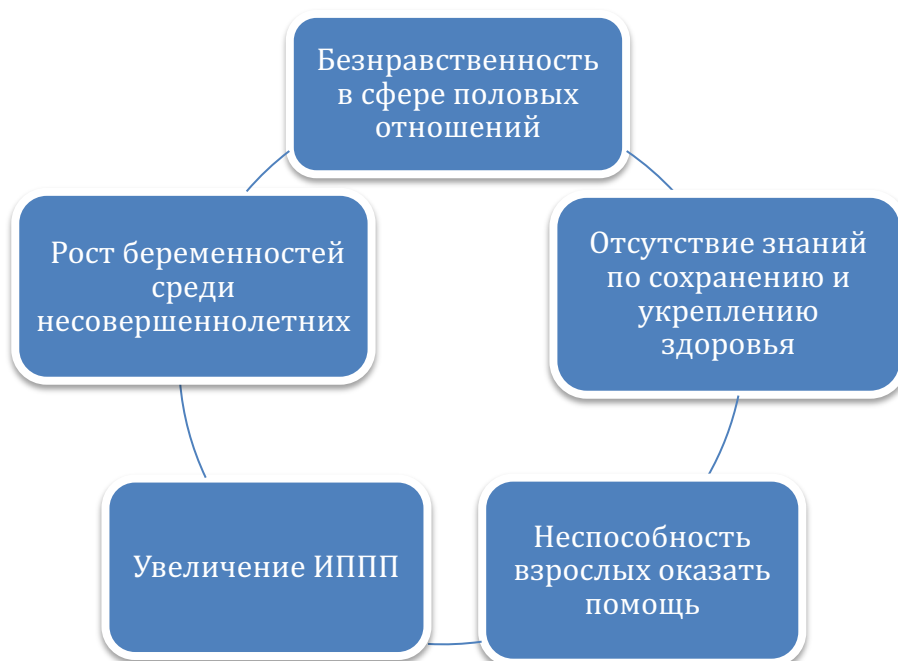 Безнравственность
в сфере половых
отношений
Отсутствие знаний
по сохранению и
укреплению
здоровья
Неспособность
взрослых оказать
помощь
Увеличение ИППП
Рост беременностей
среди
несовершеннолетних